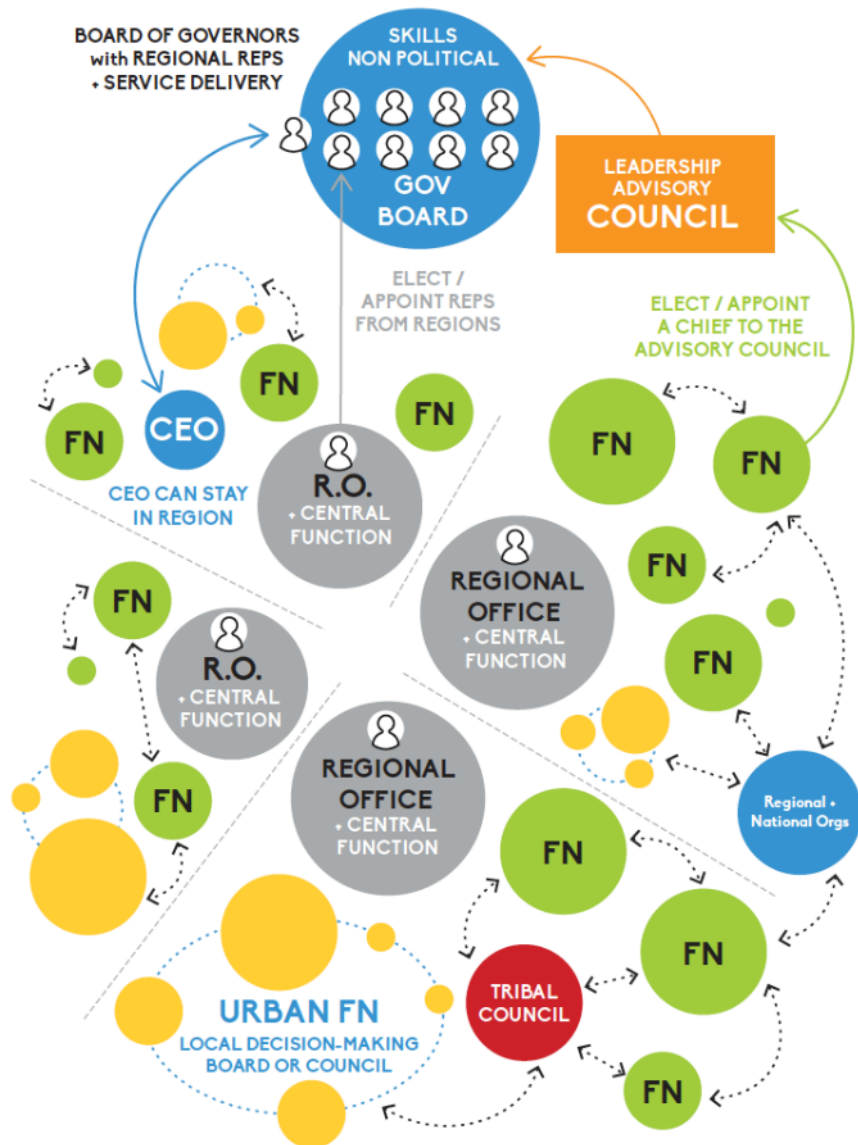 BOARD OF GOVERNORS
with REGIONAL REPS
+ SERVICE DELIVERY
SKILLS
NON POLITICAL
GOV
BOARD
LEADERSHIP
ADVISORY
COUNCIL
ELECT /
APPOINT REPS
FROM REGIONS
ELECT / APPOINT
A CHIEF TO THE
ADVISORY COUNCIL
FN
FN
CEO
FN
CEO CAN STAY
IN REGION
R.O.
+ CENTRAL
FUNCTION
FN
FN
FN
REGIONAL
OFFICE
+ CENTRAL
FUNCTION
FN
FN
R.O.
+ CENTRAL
FUNCTION
FN
REGIONAL
OFFICE
+ CENTRAL
FUNCTION
Regional +
National Orgs
FN
FN
TRIBAL
COUNCIL
FN
URBAN FN
LOCAL DECISION-MAKING
BOARD OR COUNCIL